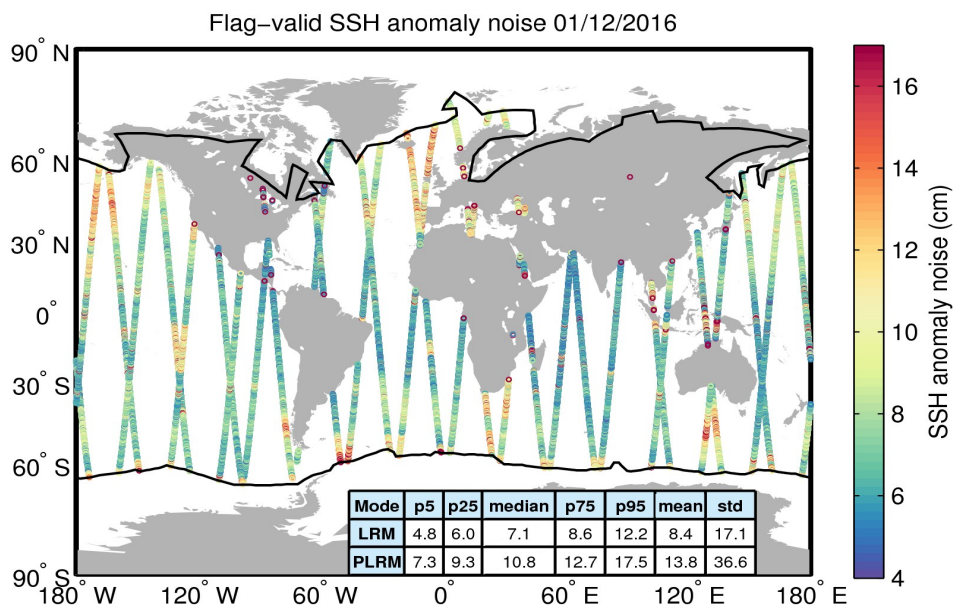 Flag−valid SSH anomaly noise 01/12/2016
90° N
60° N
30° N
0°
30° S
60° S
90° S
180° W
120° W
60° W
0°
60° E
120° E
180° E
16
14
12
10
8
6
4
SSH anomaly noise (cm)
Mode p5 p25 median p75 p95 mean std
LRM 4.8 6.0 7.1 8.6 12.2 8.4 17.1
PLRM 7.3 9.3 10.8 12.7 17.5 13.8 36.6